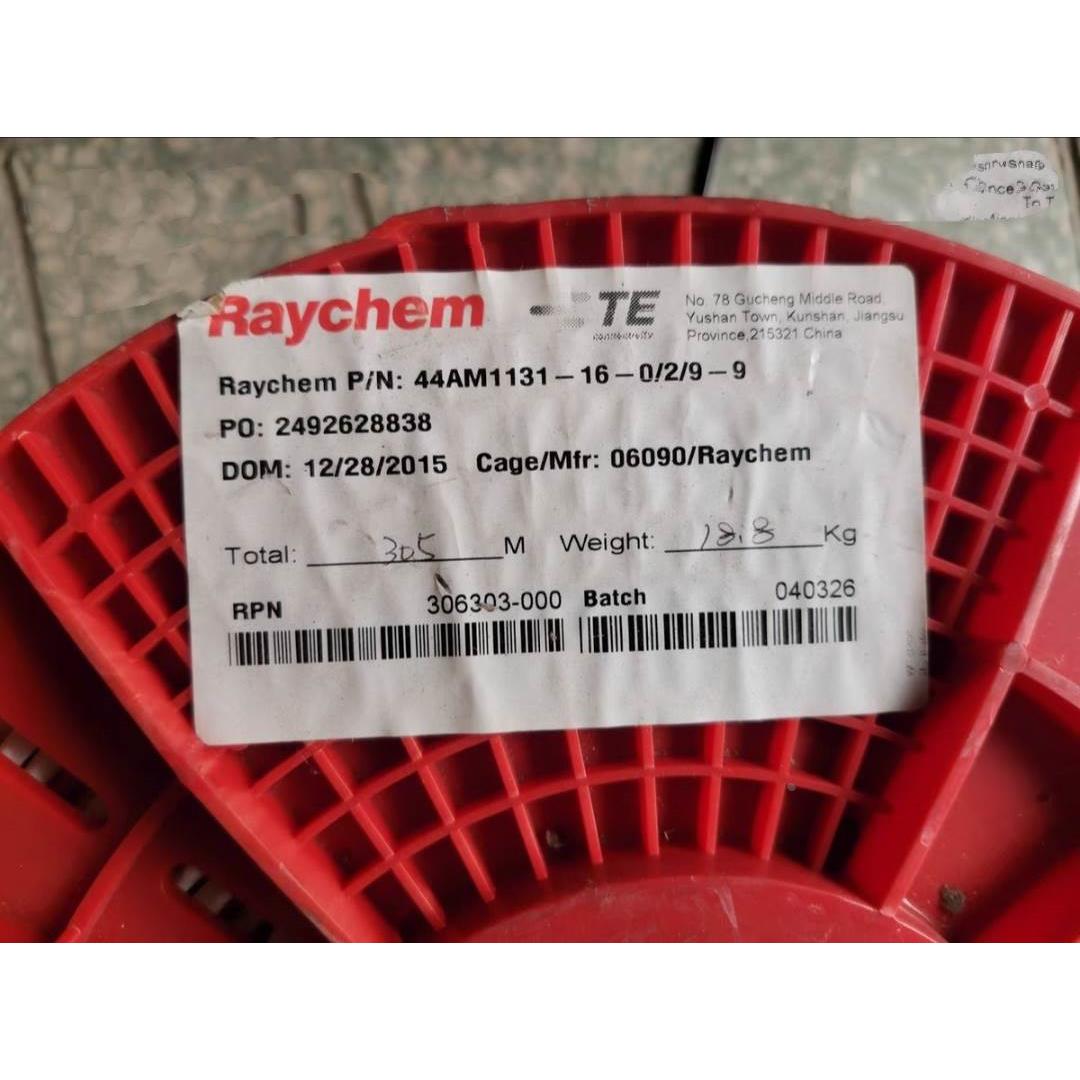 Raychem
TE
connectivity
No. 78 Gucheng Middle Road,
Yushan Town, Kunshan, Jiangsu
Province,215321 China
Raychem P/N: 44AM1131-16-0/2/9-9
PO: 2492628838
DOM: 12/28/2015 Cage/Mfr: 06090/Raychem
Total: 305 M Weight: 18.8 Kg
RPN 306303-000 Batch 040326